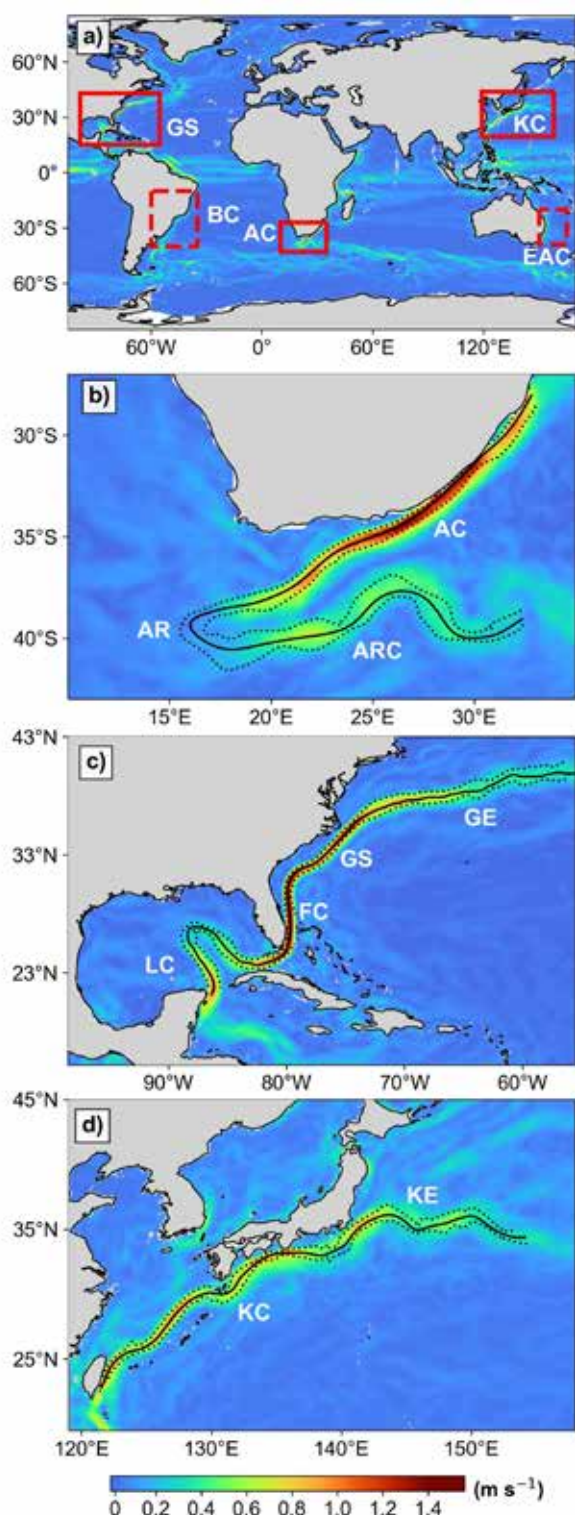 a)
60°N
30°N
0°
30°S
60°S
GS
KC
BC
AC
EAC
60°W 0° 60°E 120°E
b)
30°S
35°S
40°S
AC
AR
ARC
15°E 20°E 25°E 30°E
43°N
c)
33°N
23°N
GE
GS
FC
LC
90°W 80°W 70°W 60°W
45°N
d)
35°N
25°N
KE
KC
120°E 130°E 140°E 150°E
0 0.2 0.4 0.6 0.8 1.0 1.2 1.4 (m s⁻¹)